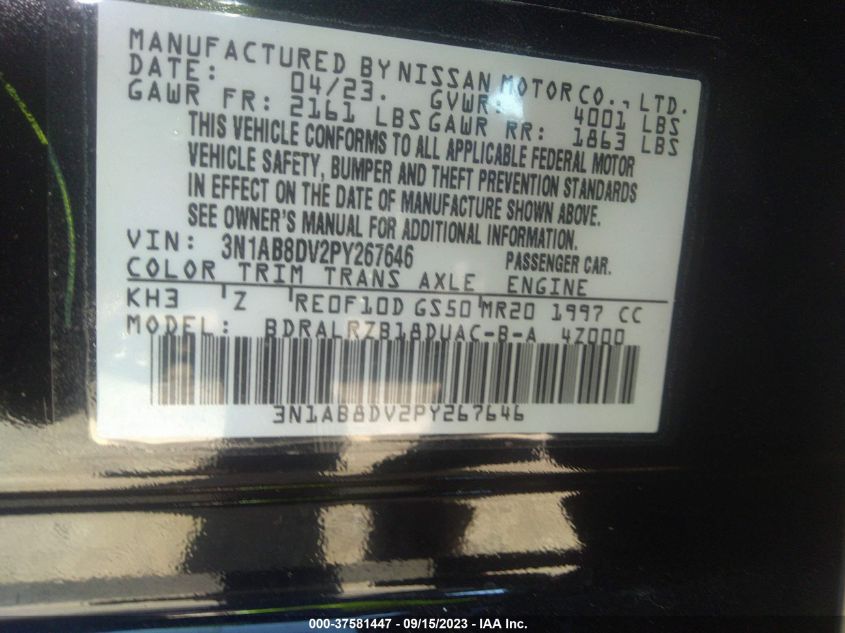 MANUFACTURED BY NISSAN MOTOR CO., LTD.
DATE: 04/23. GVWR: 4001 LBS
GAWR FR: 2161 LBS GAWR RR: 1863 LBS
THIS VEHICLE CONFORMS TO ALL APPLICABLE FEDERAL MOTOR
VEHICLE SAFETY, BUMPER AND THEFT PREVENTION STANDARDS
IN EFFECT ON THE DATE OF MANUFACTURE SHOWN ABOVE.
SEE OWNER'S MANUAL FOR ADDITIONAL INFORMATION.
VIN: 3N1AB8DV2PY267646 PASSENGER CAR.
COLOR TRIM TRANS AXLE ENGINE
KH3 Z RE0F10D GS50 MR20 1997 CC
MODEL: BDRALRZB18DUAC-B-A 4Z000
3N1AB8DV2PY267646
000-37581447 - 09/15/2023 - IAA Inc.